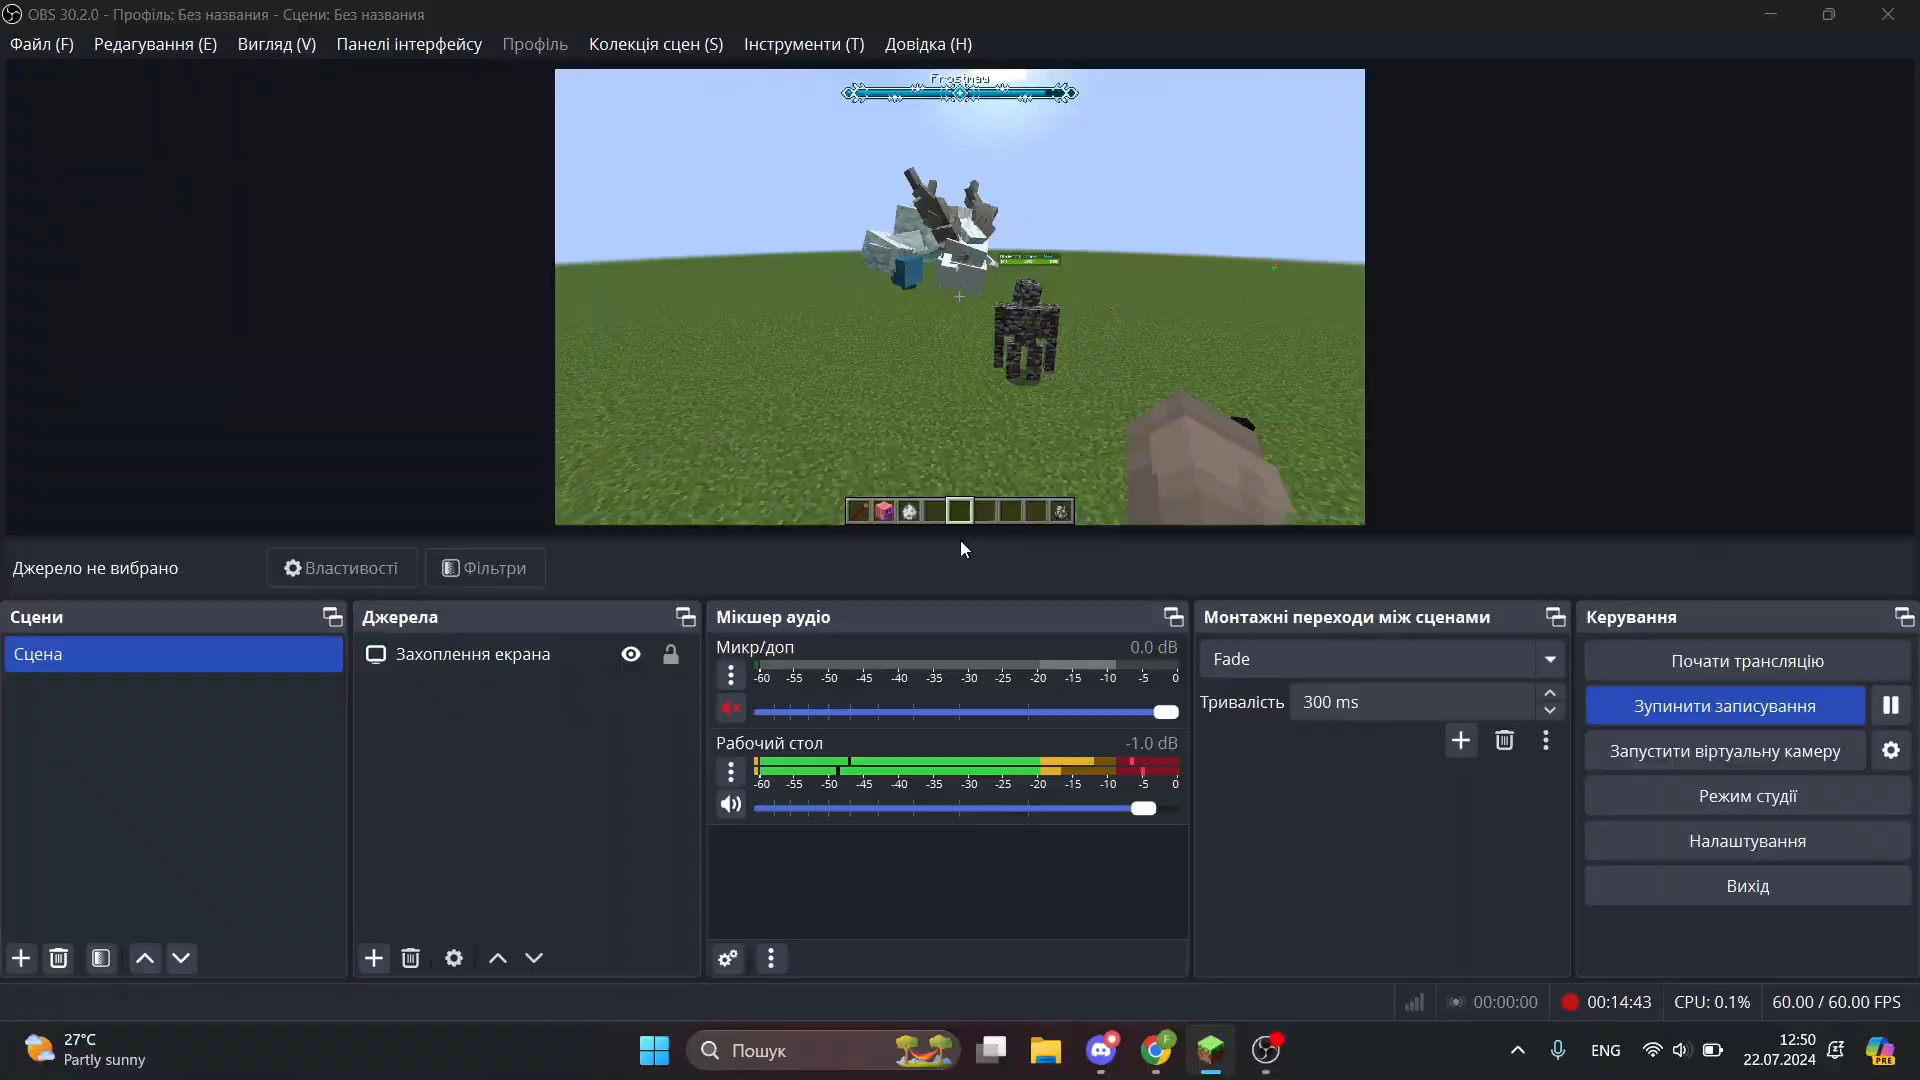 OBS 30.2.0 - Профіль: Без названия - Сцени: Без названия
Файл (F) Редагування (E) Вигляд (V) Панелі інтерфейсу Профіль Колекція сцен (S) Інструменти (T) Довідка (H)
Frostmaw
Джерело не вибрано Властивості Фільтри
Сцени
Сцена
Джерела
Захоплення екрана
Мікшер аудіо
Микр/доп 0.0 dB
-60 -55 -50 -45 -40 -35 -30 -25 -20 -15 -10 -5 0
Рабочий стол -1.0 dB
-60 -55 -50 -45 -40 -35 -30 -25 -20 -15 -10 -5 0
Монтажні переходи між сценами
Fade
Тривалість 300 ms
Керування
Почати трансляцію
Зупинити записування
Запустити віртуальну камеру
Режим студії
Налаштування
Вихід
00:00:00 00:14:43 CPU: 0.1% 60.00 / 60.00 FPS
27°C
Partly sunny
Пошук
F
ENG
12:50
22.07.2024
PRE